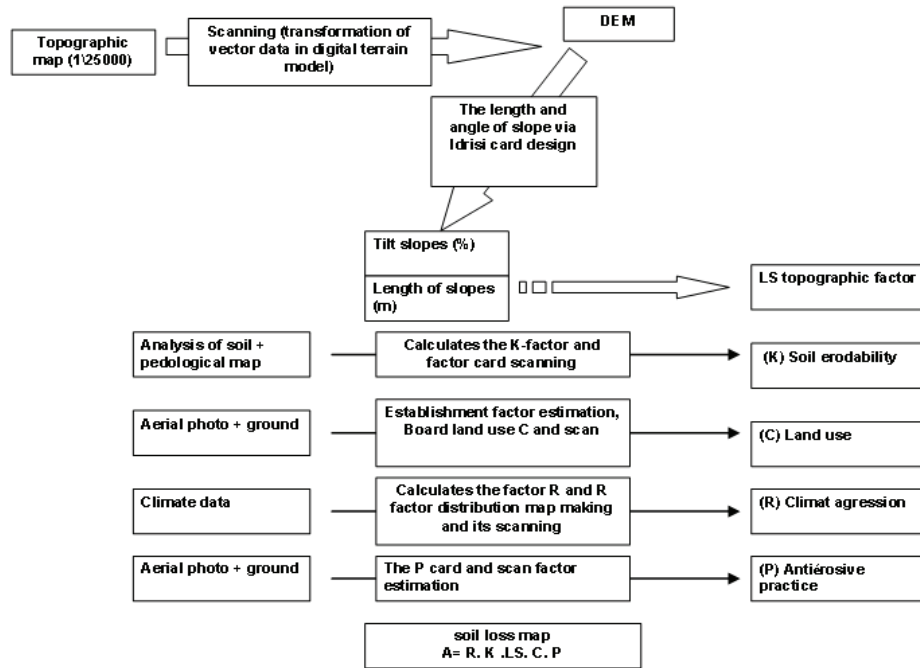 Topographic
map (1\25000)
Scanning (transformation of
vector data in digital terrain
model)
DEM
The length and
angle of slope via
Idrisi card design
Tilt slopes (%)
Length of slopes
(m)
LS topographic factor
Analysis of soil +
pedological map
Calculates the K-factor and
factor card scanning
(K) Soil erodability
Aerial photo + ground
Establishment factor estimation,
Board land use C and scan
(C) Land use
Climate data
Calculates the factor R and R
factor distribution map making
and its scanning
(R) Climat agression
Aerial photo + ground
The P card and scan factor
estimation
(P) Antiérosive
practice
soil loss map
A= R. K .LS. C. P